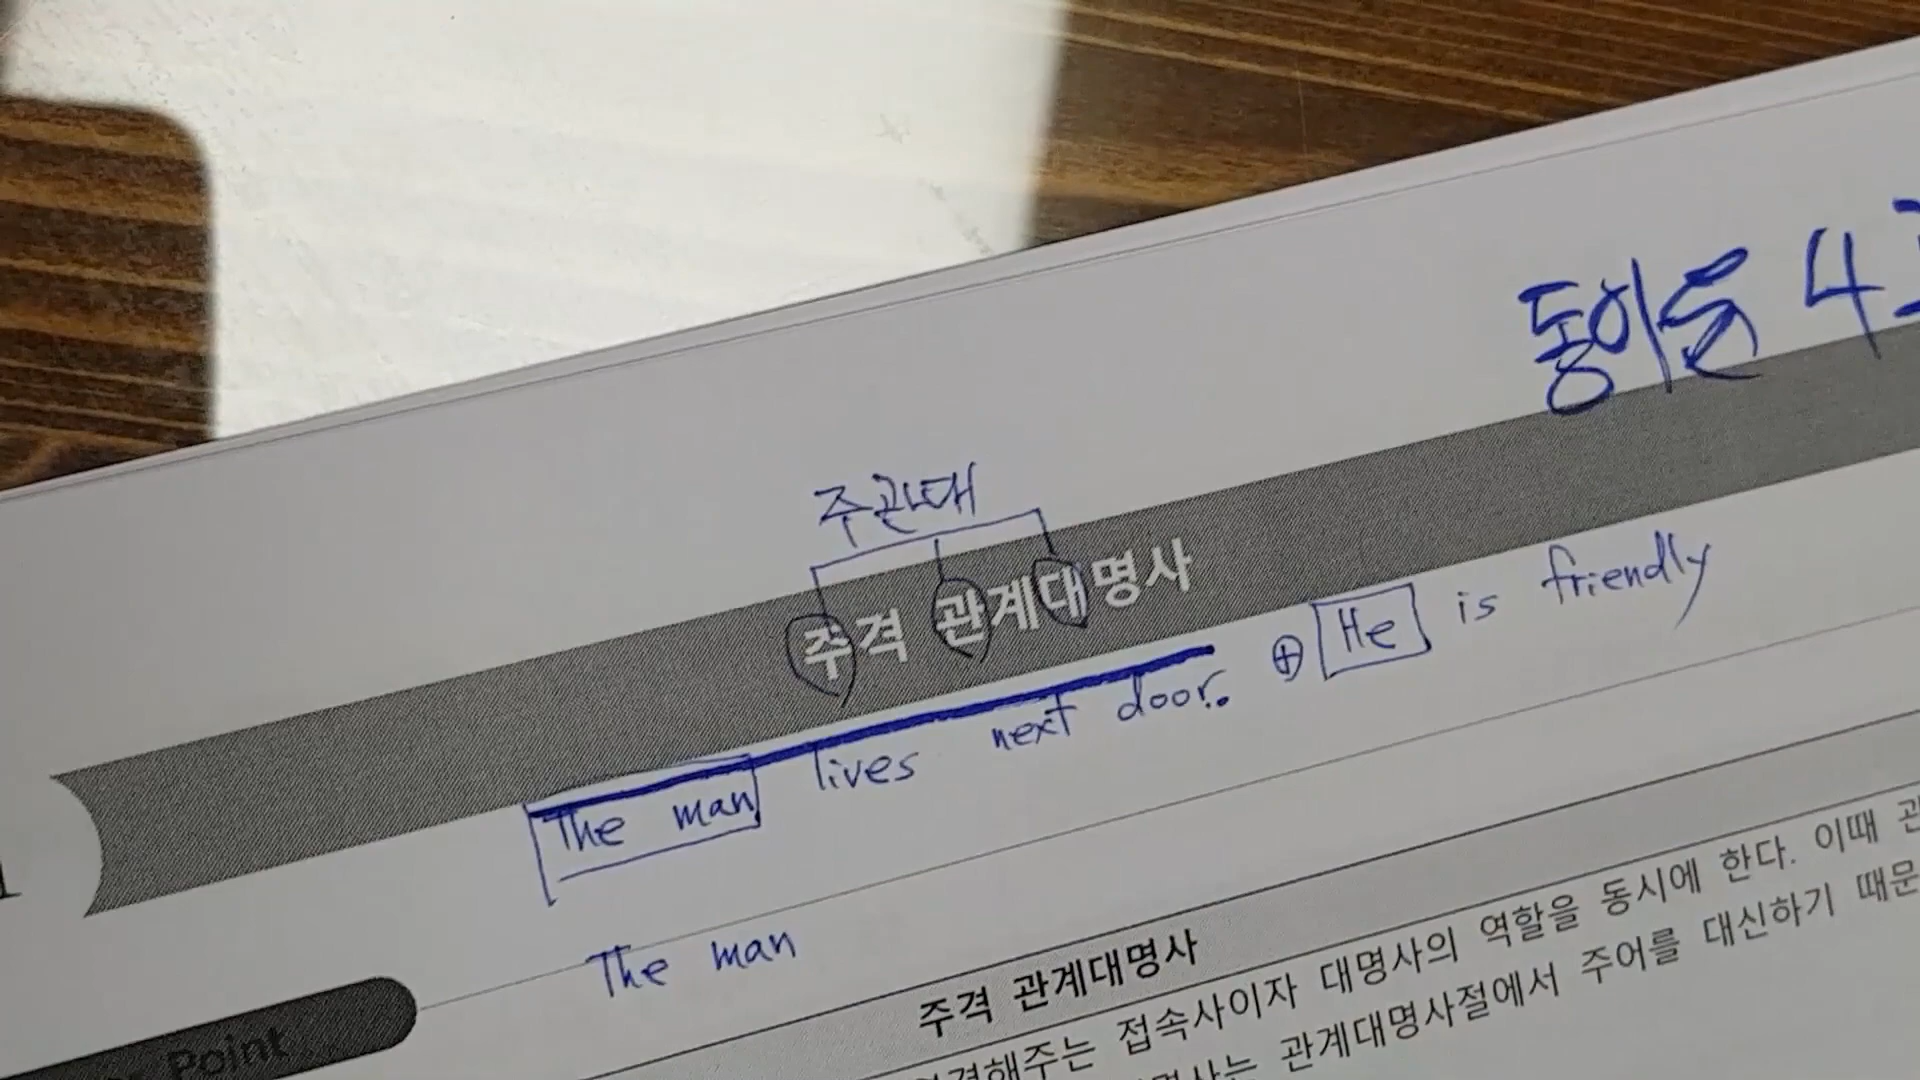 동아윤 4
주관대
주격 관계대명사
The man lives next door. ⊕ He is friendly
The man
Point
주격 관계대명사
연결해주는 접속사이자 대명사의 역할을 동시에 한다. 이때
관계대명사절에서 주어를 대신하기 때문